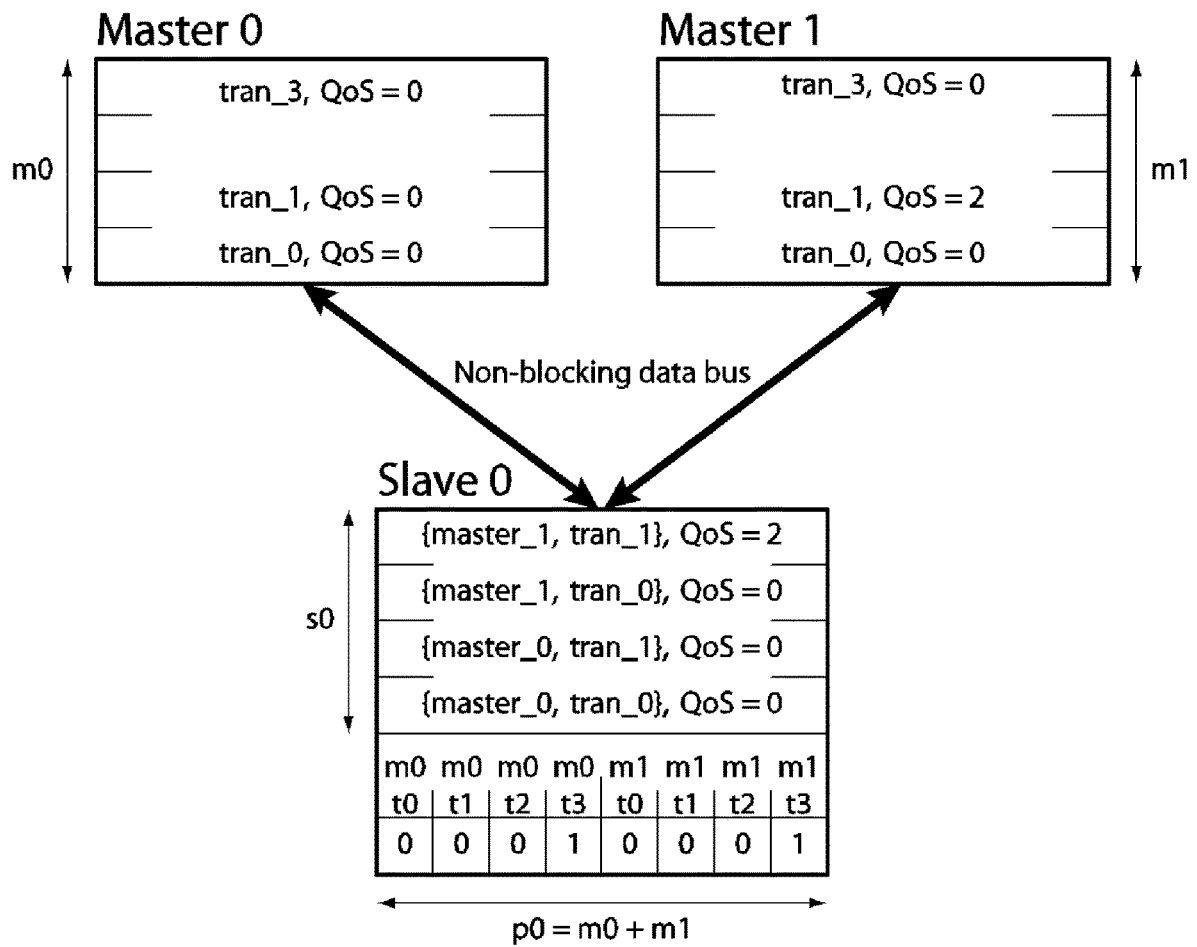 Master 0
Master 1
tran_3, QoS = 0
tran_1, QoS = 0
tran_0, QoS = 0
m0
tran_3, QoS = 0
tran_1, QoS = 2
tran_0, QoS = 0
m1
Non-blocking data bus
Slave 0
{master_1, tran_1}, QoS = 2
{master_1, tran_0}, QoS = 0
{master_0, tran_1}, QoS = 0
{master_0, tran_0}, QoS = 0
s0
m0 m0 m0 m0 m1 m1 m1 m1
t0 t1 t2 t3 t0 t1 t2 t3
0 0 0 1 0 0 0 1
p0 = m0 + m1